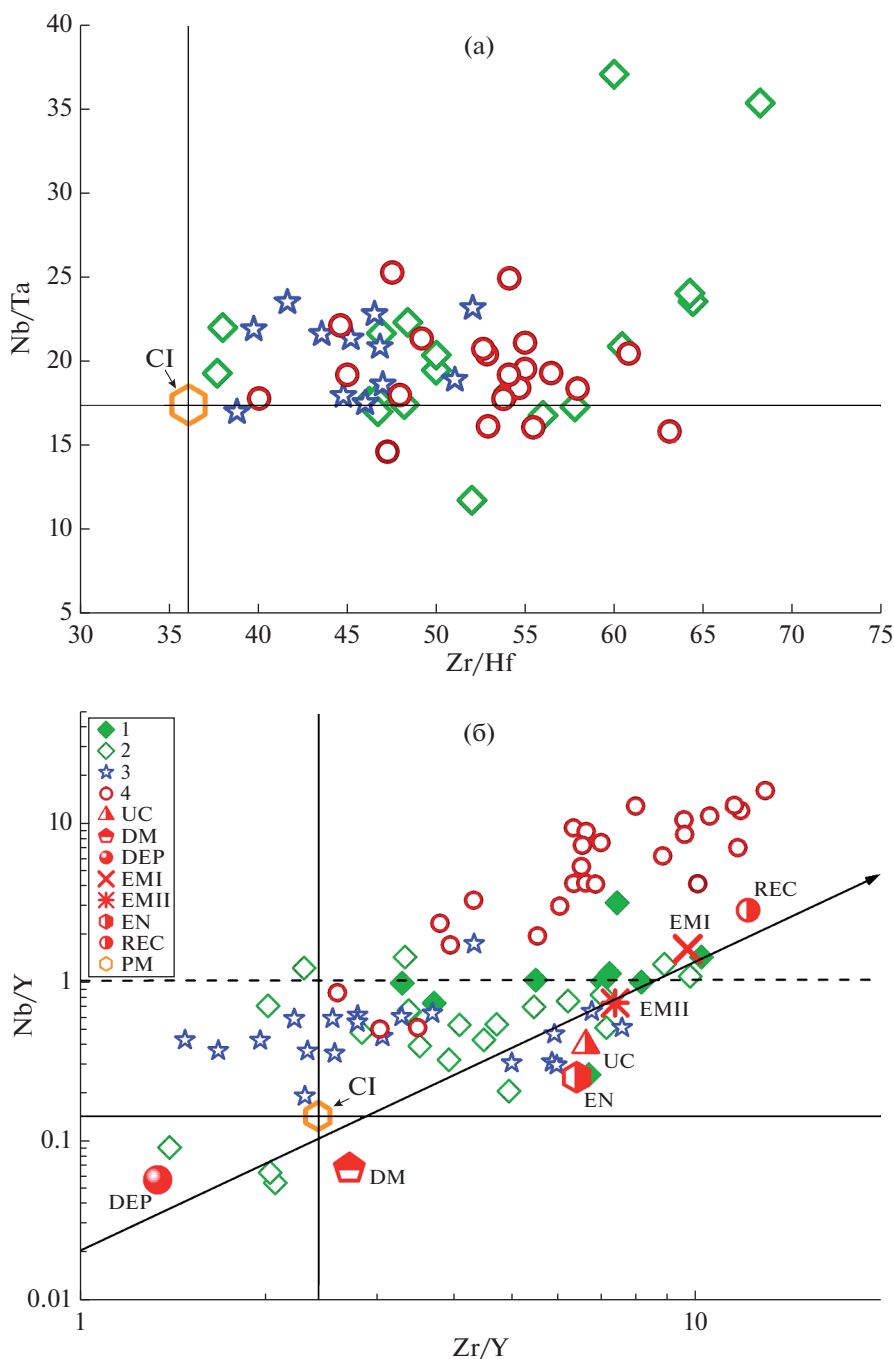 (а)
40
35
30
25
20
15
10
5
Nb/Ta
CI
30 35 40 45 50 55 60 65 70 75
Zr/Hf
(б)
1
2
3
4
UC
DM
DEP
EMI
EMII
EN
REC
PM
10
1
0.1
0.01
Nb/Y
REC
EMI
EMII
UC
EN
CI
DM
DEP
1 10
Zr/Y